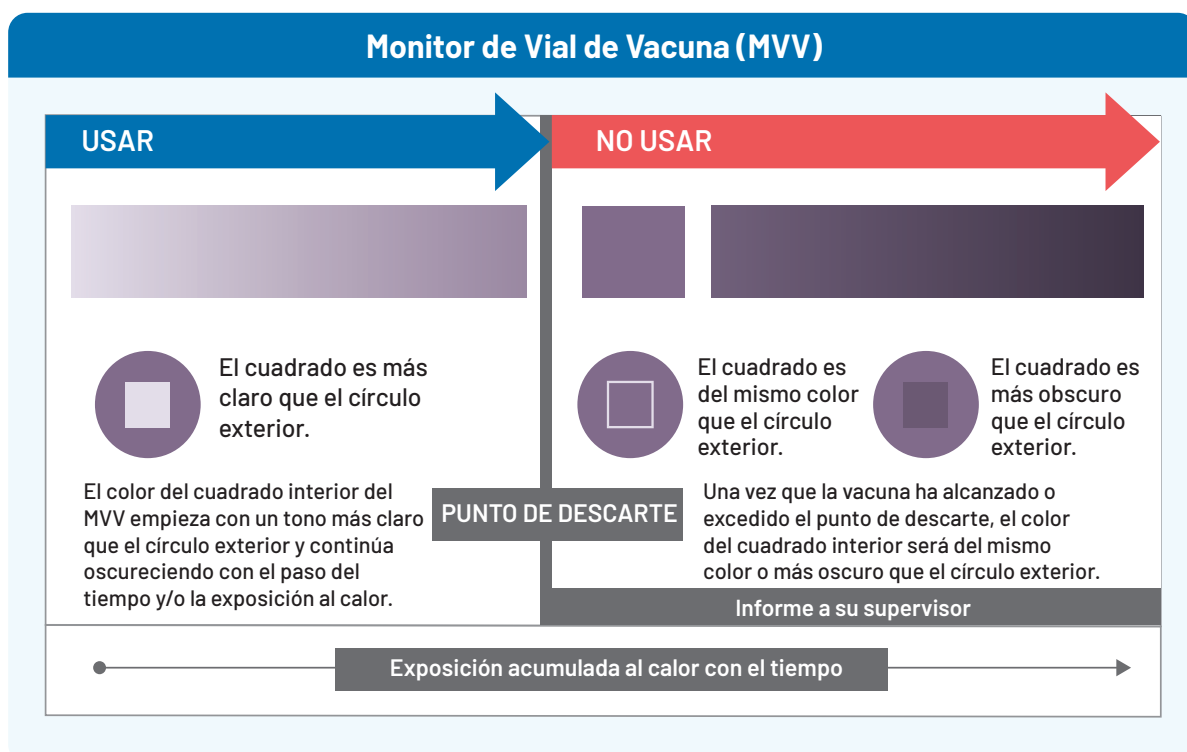 Monitor de Vial de Vacuna (MVV)
USAR
NO USAR
El cuadrado es más
claro que el círculo
exterior.
El cuadrado es
del mismo color
que el círculo
exterior.
El cuadrado es
más obscuro
que el círculo
exterior.
El color del cuadrado interior del
MVV empieza con un tono más claro
que el círculo exterior y continúa
oscureciendo con el paso del
tiempo y/o la exposición al calor.
PUNTO DE DESCARTE
Una vez que la vacuna ha alcanzado o
excedido el punto de descarte, el color
del cuadrado interior será del mismo
color o más oscuro que el círculo exterior.
Informe a su supervisor
Exposición acumulada al calor con el tiempo